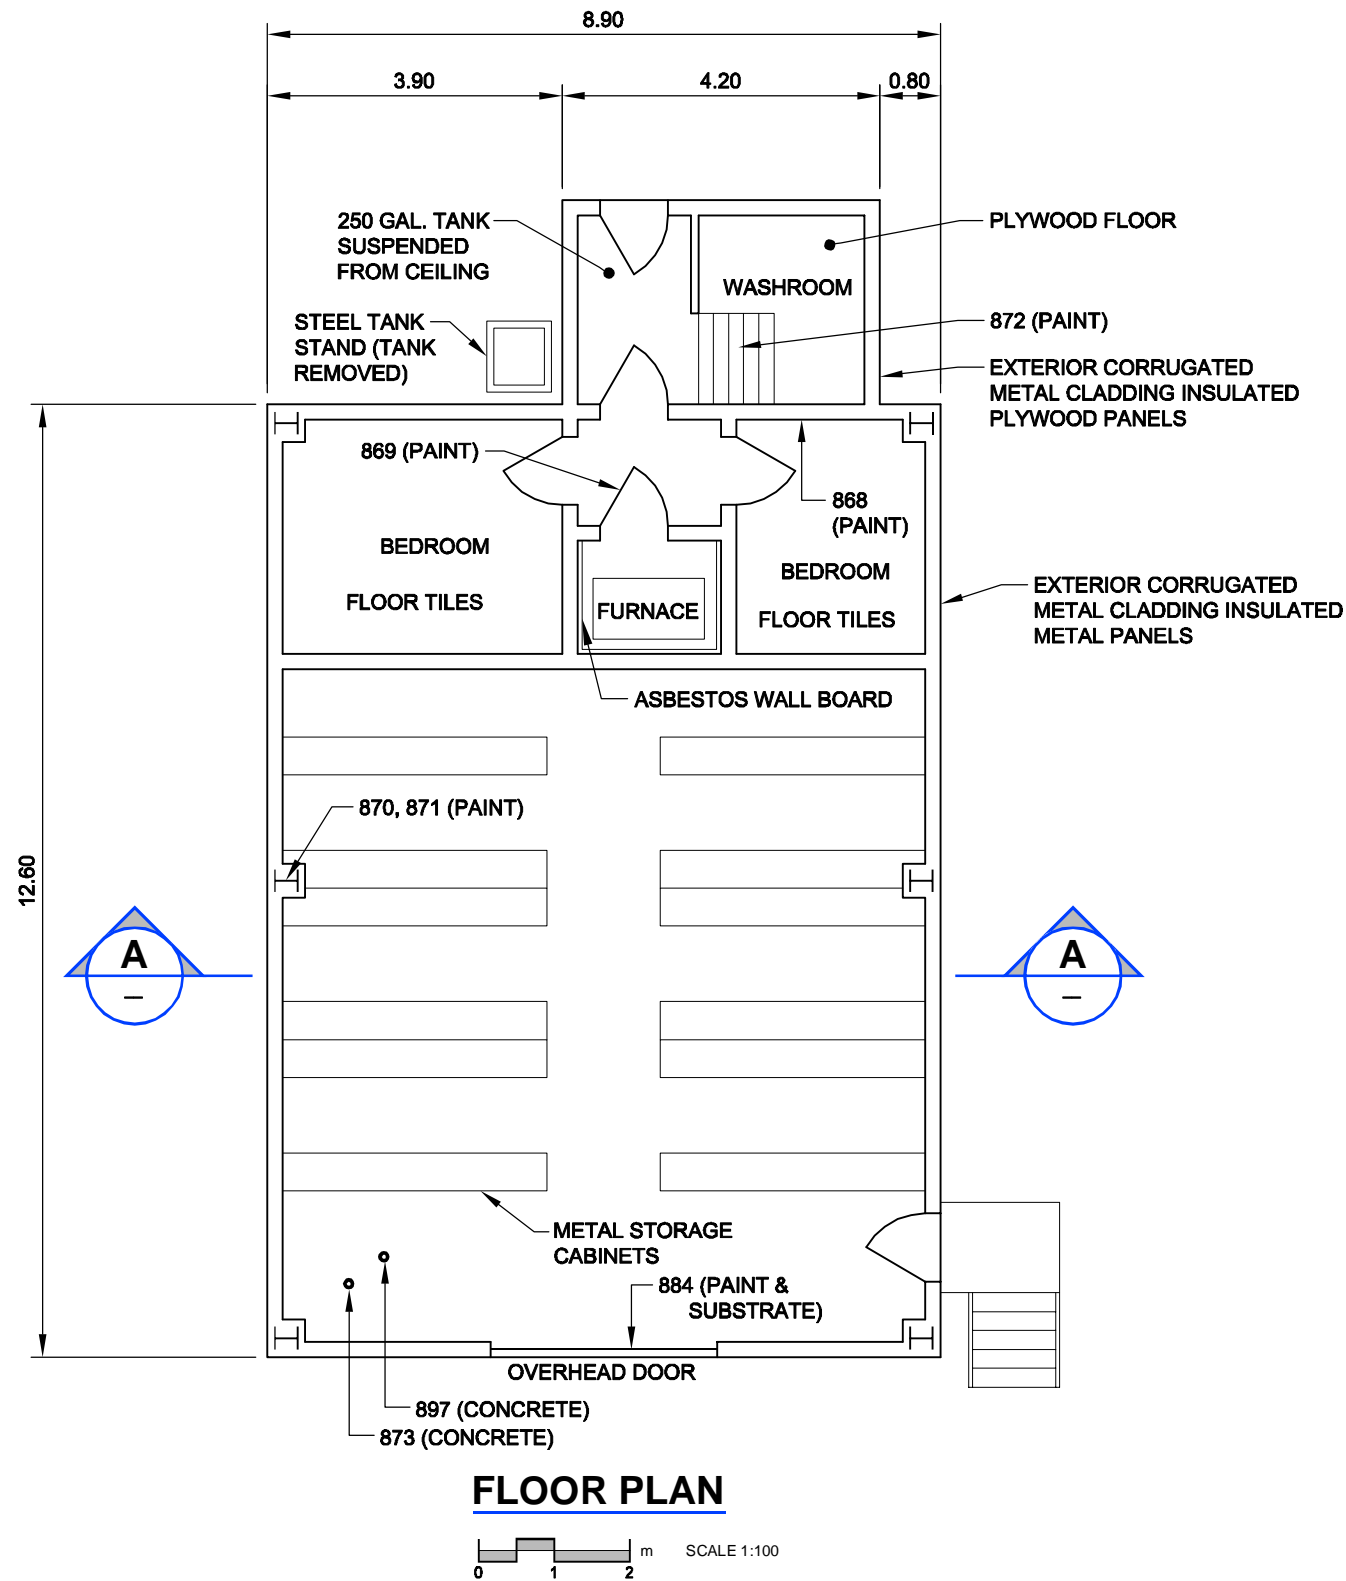 8.90
3.90
4.20
0.80
250 GAL. TANK
SUSPENDED
FROM CEILING
PLYWOOD FLOOR
WASHROOM
STEEL TANK
STAND (TANK
REMOVED)
872 (PAINT)
EXTERIOR CORRUGATED
METAL CLADDING INSULATED
PLYWOOD PANELS
869 (PAINT)
868
(PAINT)
BEDROOM
FLOOR TILES
FURNACE
BEDROOM
FLOOR TILES
EXTERIOR CORRUGATED
METAL CLADDING INSULATED
METAL PANELS
ASBESTOS WALL BOARD
870, 871 (PAINT)
12.60
A
–
A
–
METAL STORAGE
CABINETS
884 (PAINT &
SUBSTRATE)
OVERHEAD DOOR
897 (CONCRETE)
873 (CONCRETE)
FLOOR PLAN
m SCALE 1:100
0 1 2